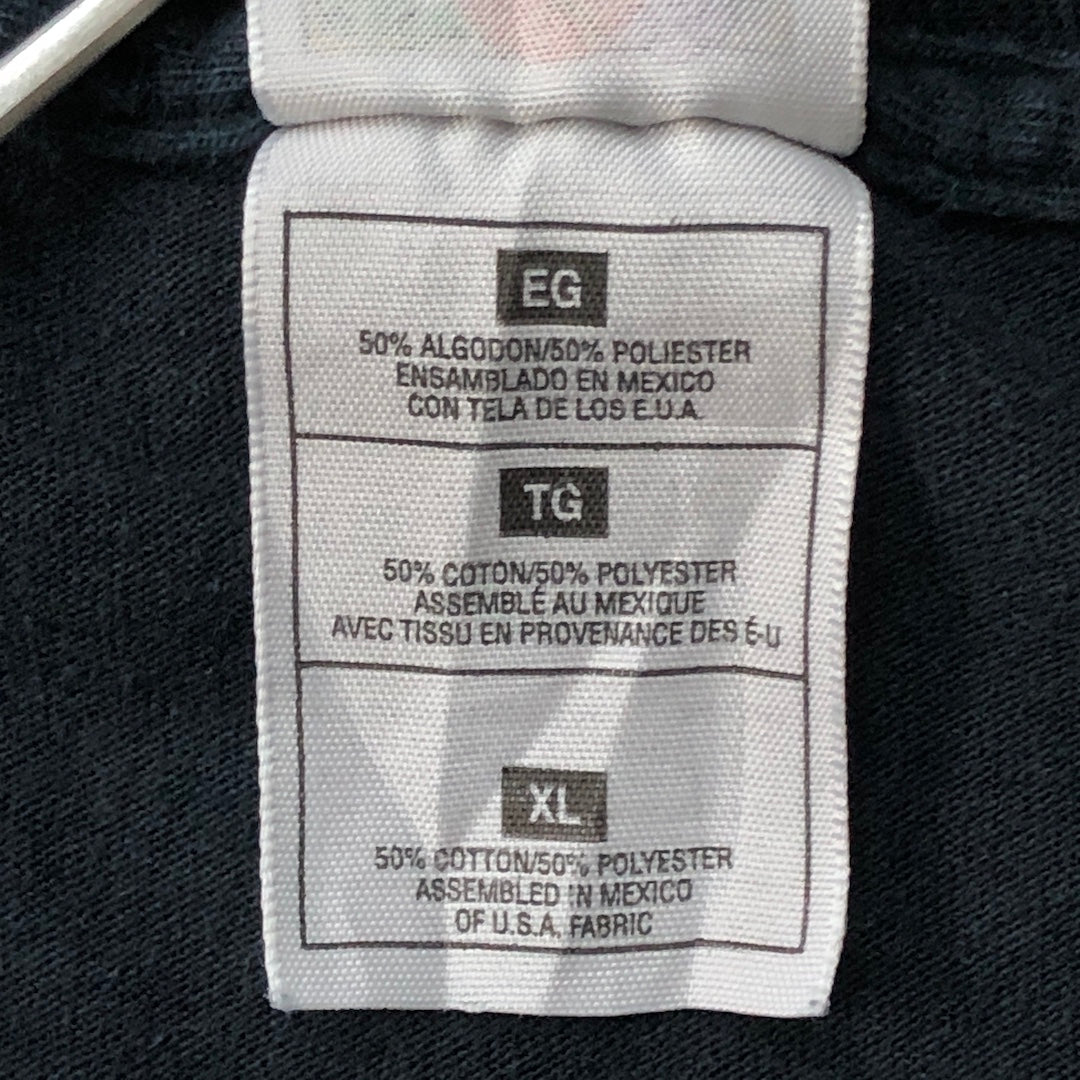 EG
50% ALGODON/50% POLIESTER
ENSAMBLADO EN MEXICO
CON TELA DE LOS E.U.A.
TG
50% COTON/50% POLYESTER
ASSEMBLÉ AU MEXIQUE
AVEC TISSU EN PROVENANCE DES É-U
XL
50% COTTON/50% POLYESTER
ASSEMBLED IN MEXICO
OF U.S.A. FABRIC